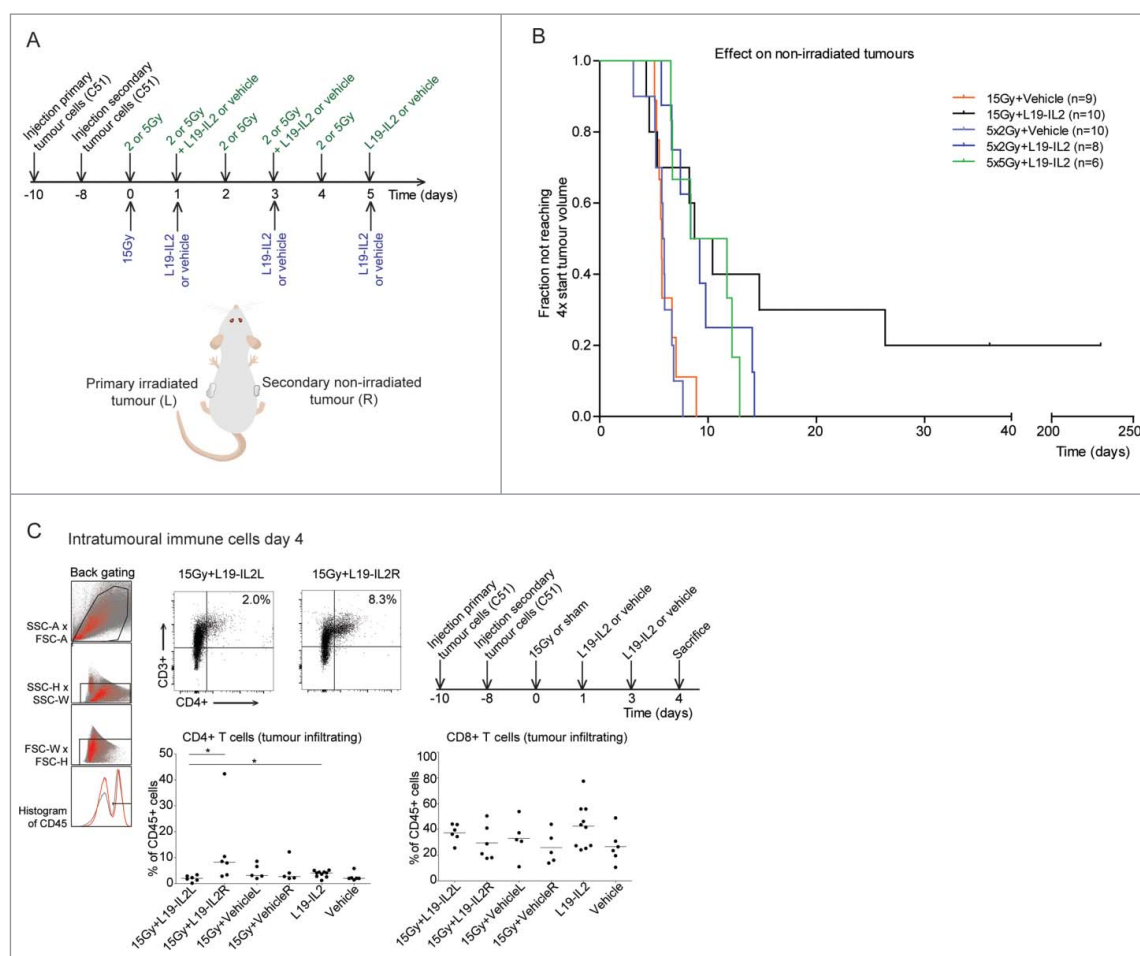 A
Injection primary
tumour cells (C51)
Injection secondary
tumour cells (C51)
2 or 5Gy
2 or 5Gy
+ L19-IL2 or vehicle
2 or 5Gy
2 or 5Gy
+ L19-IL2 or vehicle
2 or 5Gy
L19-IL2 or vehicle
-10 -8 0 1 2 3 4 5 Time (days)
15Gy
L19-IL2
or vehicle
L19-IL2
or vehicle
L19-IL2
or vehicle
Primary irradiated
tumour (L)
Secondary non-irradiated
tumour (R)
B
Effect on non-irradiated tumours
Fraction not reaching
4x start tumour volume
1.0
0.8
0.6
0.4
0.2
0.0
15Gy+Vehicle (n=9)
15Gy+L19-IL2 (n=10)
5x2Gy+Vehicle (n=10)
5x2Gy+L19-IL2 (n=8)
5x5Gy+L19-IL2 (n=6)
0 10 20 30 40 200 250
Time (days)
C
Intratumoural immune cells day 4
Back gating
SSC-A x
FSC-A
SSC-H x
SSC-W
FSC-W x
FSC-H
Histogram
of CD45
15Gy+L19-IL2L
2.0%
15Gy+L19-IL2R
8.3%
CD3+
CD4+
Injection primary
tumour cells (C51)
Injection secondary
tumour cells (C51)
15Gy or sham
L19-IL2 or vehicle
L19-IL2 or vehicle
Sacrifice
-10 -8 0 1 3 4
Time (days)
CD4+ T cells (tumour infiltrating)
% of CD45+ cells
50
40
30
20
10
0
*
*
15Gy+L19-IL2L
15Gy+L19-IL2R
15Gy+VehicleL
15Gy+VehicleR
L19-IL2
Vehicle
CD8+ T cells (tumour infiltrating)
% of CD45+ cells
100
80
60
40
20
0
15Gy+L19-IL2L
15Gy+L19-IL2R
15Gy+VehicleL
15Gy+VehicleR
L19-IL2
Vehicle